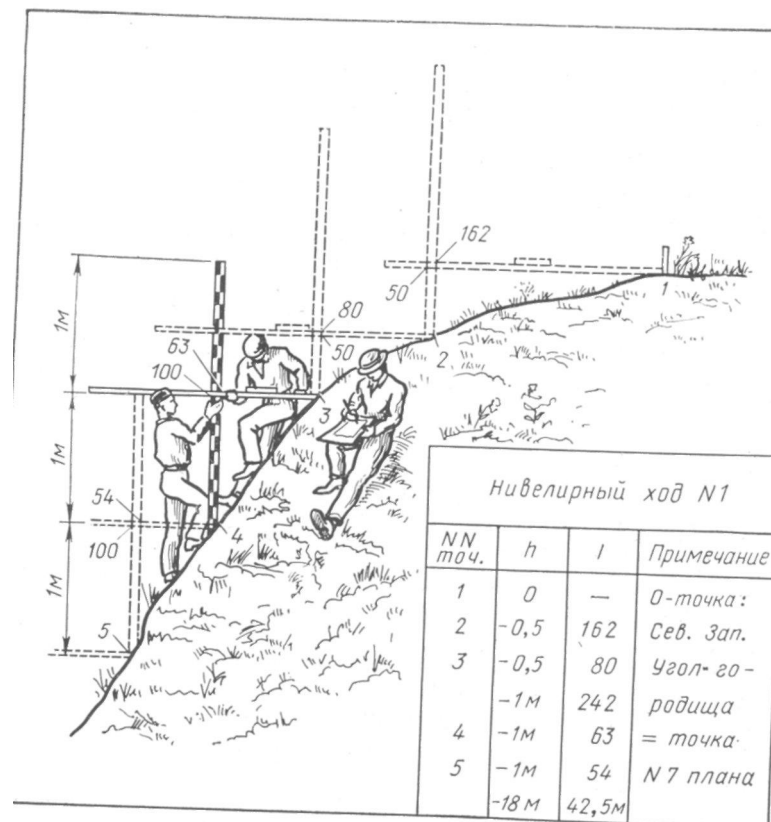 162
50
1
80
50
2
63
100
3
1м
1м
1м
54
100
4
5
Нивелирный ход N1
NN точ. h l Примечание
1 0 — 0-точка:
2 -0,5 162 Сев. Зап.
3 -0,5 80 Угол-го-
-1м 242 родища
4 -1м 63 = точка
5 -1м 54 N 7 плана
-18м 42,5м